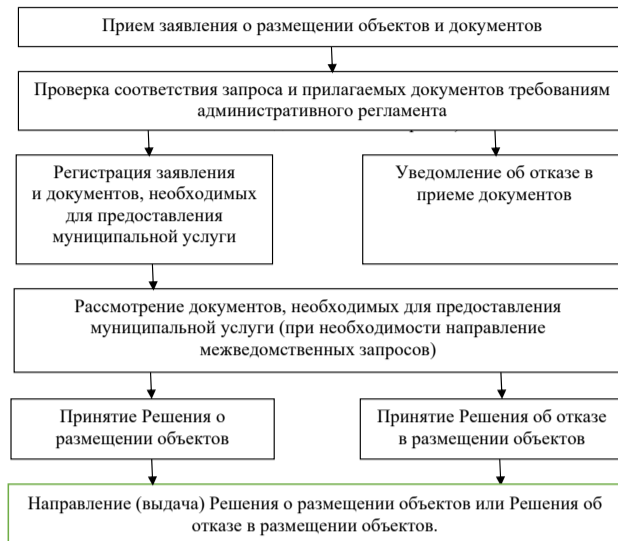 Прием заявления о размещении объектов и документов
Проверка соответствия запроса и прилагаемых документов требованиям
административного регламента
Регистрация заявления
и документов, необходимых
для предоставления
муниципальной услуги
Уведомление об отказе в
приеме документов
Рассмотрение документов, необходимых для предоставления
муниципальной услуги (при необходимости направление
межведомственных запросов)
Принятие Решения о
размещении объектов
Принятие Решения об отказе
в размещении объектов
Направление (выдача) Решения о размещении объектов или Решения об
отказе в размещении объектов.